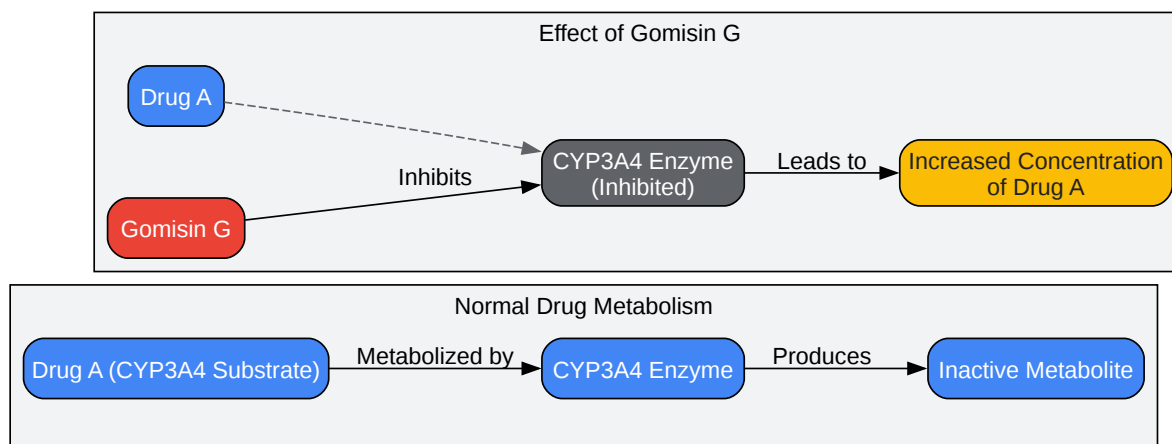 Effect of Gomisin G
Drug A
Inhibits
Gomisin G
CYP3A4 Enzyme
(Inhibited)
Leads to
Increased Concentration
of Drug A
Normal Drug Metabolism
Drug A (CYP3A4 Substrate)
Metabolized by
CYP3A4 Enzyme
Produces
Inactive Metabolite